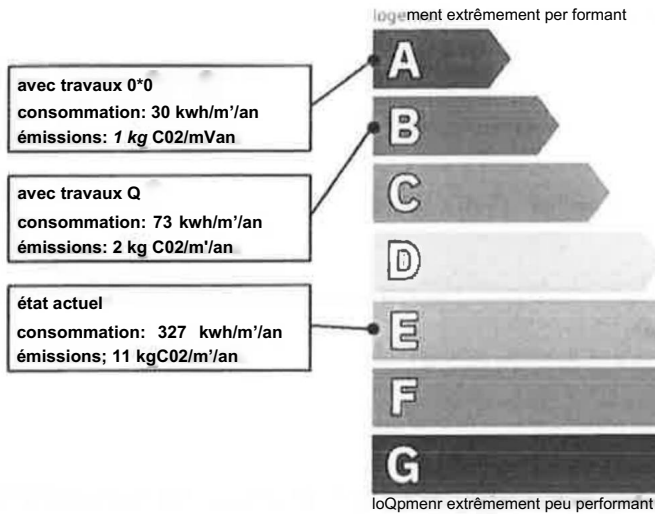 logement extrêmement per formant
A
avec travaux 0*0
consommation: 30 kwh/m’/an
émissions: 1 kg C02/mVan
B
avec travaux Q
consommation: 73 kwh/m’/an
émissions: 2 kg C02/m'/an
C
D
état actuel
consommation: 327 kwh/m’/an
émissions; 11 kgC02/m’/an
E
F
G
loQpmenr extrêmement peu performant